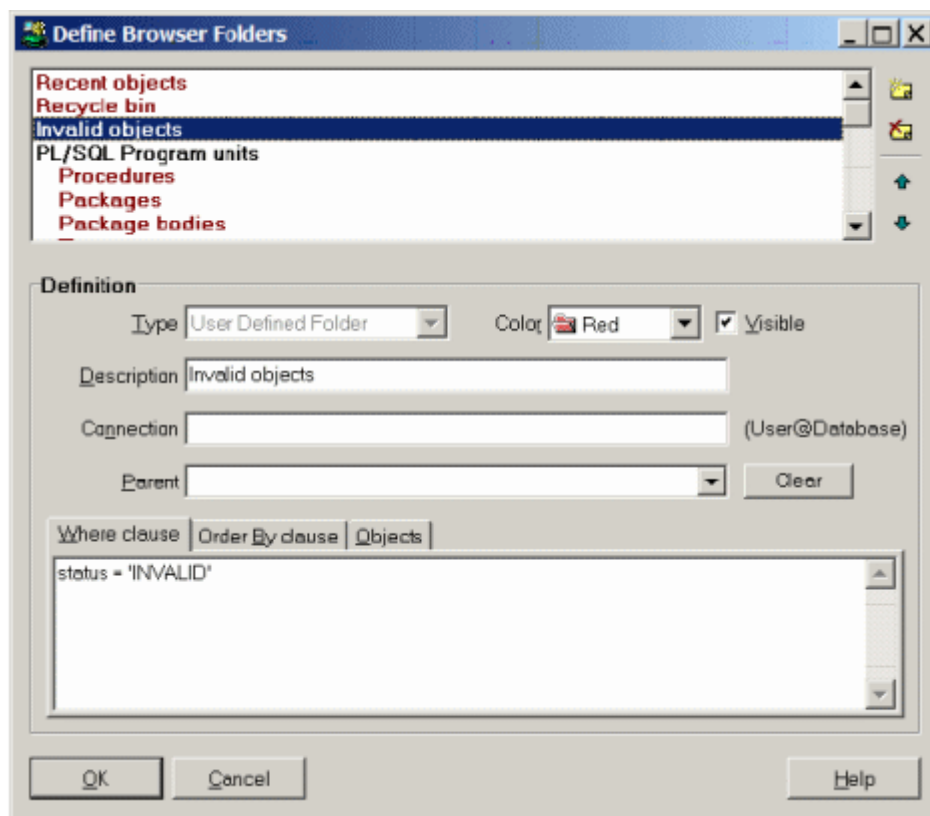 Define Browser Folders
Recent objects
Recycle bin
Invalid objects
PL/SQL Program units
Procedures
Packages
Package bodies
Definition
Type User Defined Folder Color Red Visible
Description Invalid objects
Connection (User@Database)
Parent Clear
Where clause Order By clause Objects
status = 'INVALID'
OK Cancel Help